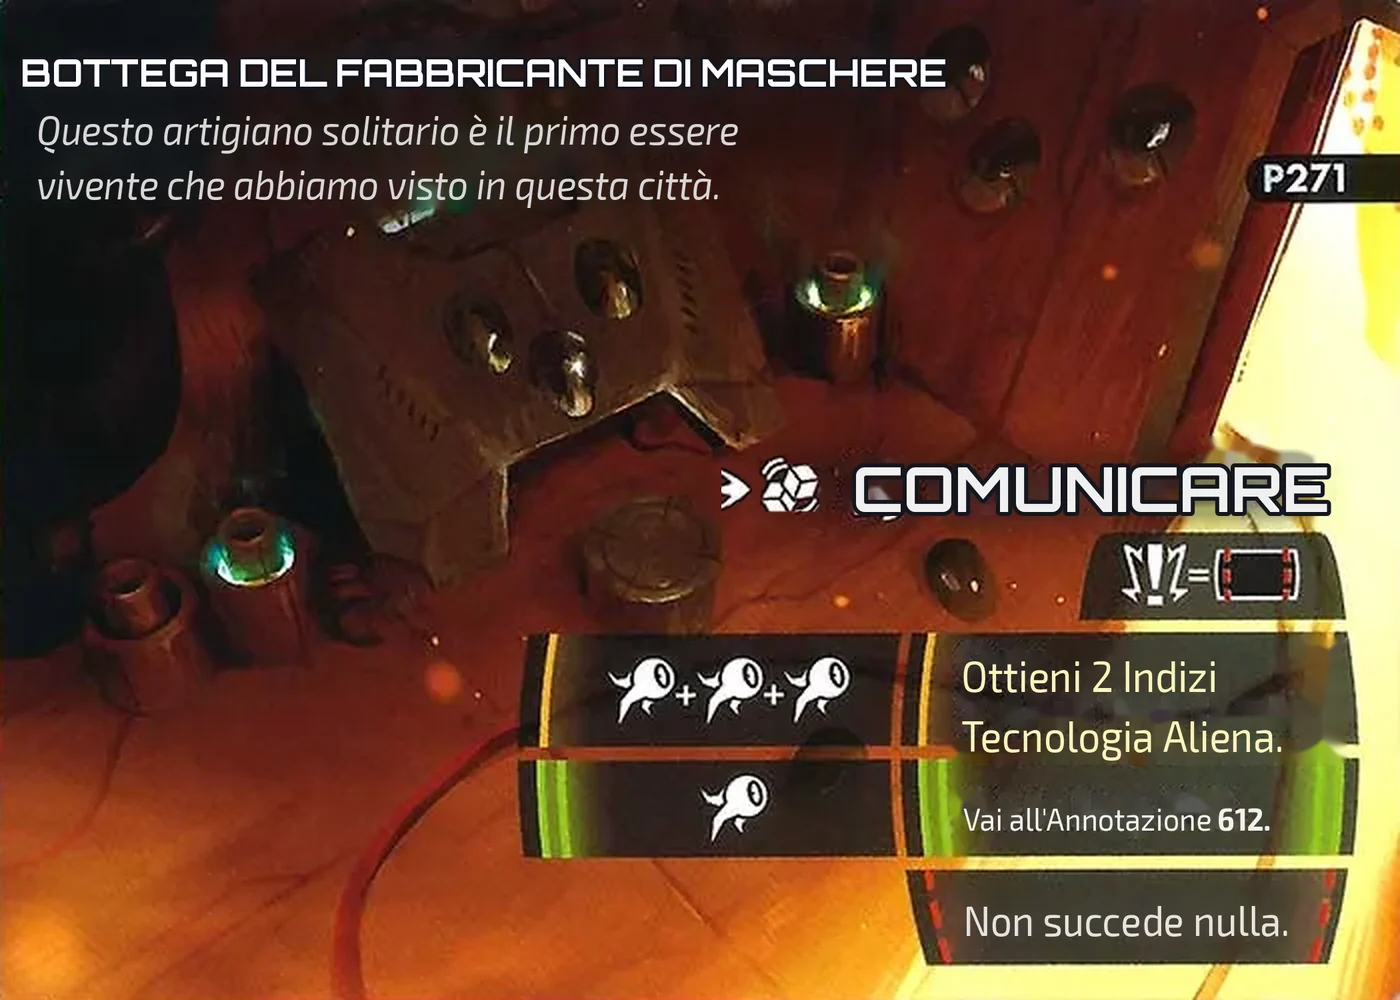 BOTTEGA DEL FABBRICANTE DI MASCHERE
Questo artigiano solitario è il primo essere
vivente che abbiamo visto in questa città.
P271
COMUNICARE
! =
+ +
Ottieni 2 Indizi
Tecnologia Aliena.
Vai all'Annotazione 612.
Non succede nulla.